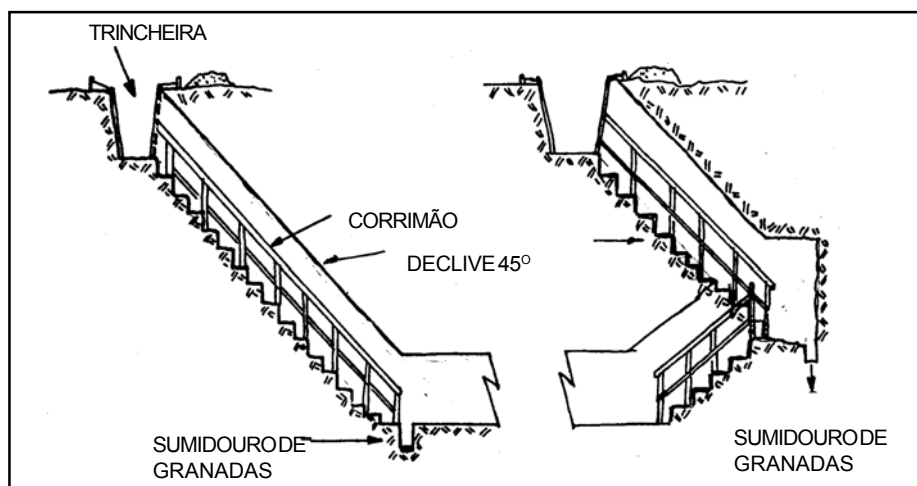 TRINCHEIRA
CORRIMÃO
DECLIVE 45º
SUMIDOURO DE
GRANADAS
SUMIDOURO DE
GRANADAS